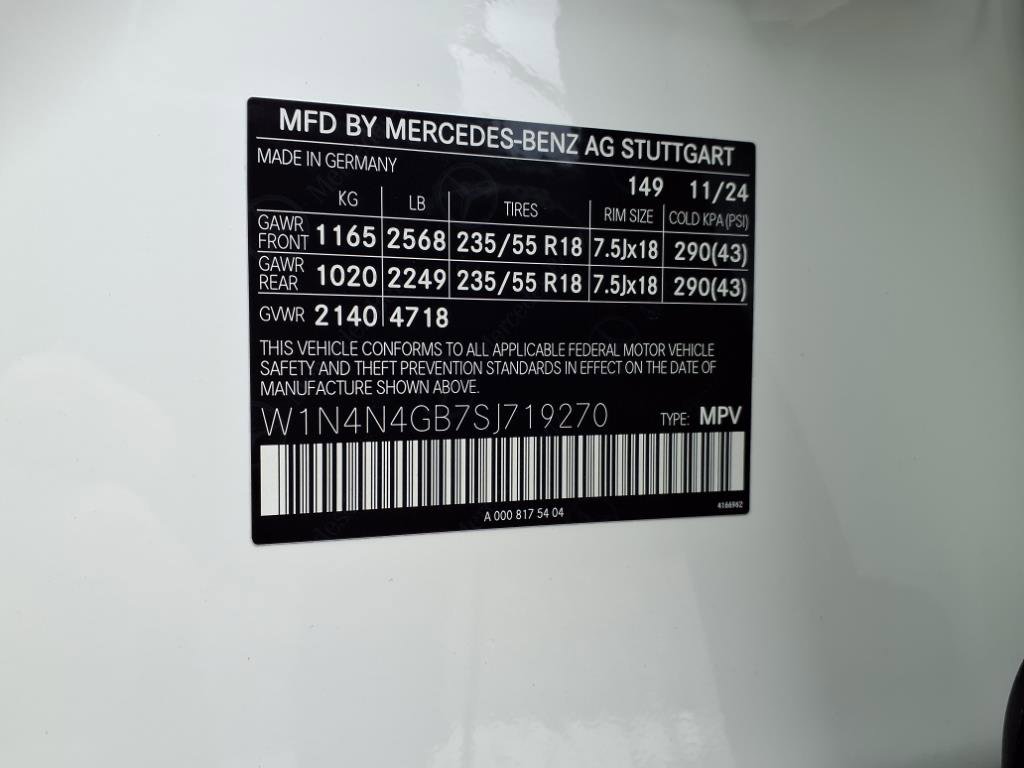 MFD BY MERCEDES-BENZ AG STUTTGART
MADE IN GERMANY
149 11/24
KG LB TIRES RIM SIZE COLD KPA (PSI)
GAWR FRONT 1165 2568 235/55 R18 7.5Jx18 290(43)
GAWR REAR 1020 2249 235/55 R18 7.5Jx18 290(43)
GVWR 2140 4718
THIS VEHICLE CONFORMS TO ALL APPLICABLE FEDERAL MOTOR VEHICLE
SAFETY AND THEFT PREVENTION STANDARDS IN EFFECT ON THE DATE OF
MANUFACTURE SHOWN ABOVE.
W1N4N4GB7SJ719270 TYPE: MPV
A 000 817 54 04
4166962